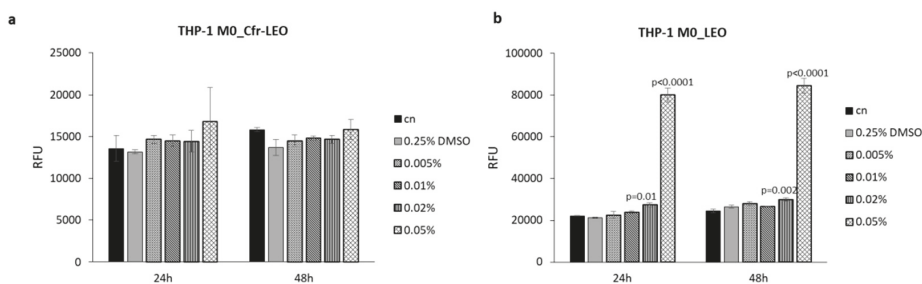 a
THP-1 M0_Cfr-LEO
25000
20000
15000
10000
5000
0
RFU
24h
48h
cn
0.25% DMSO
0.005%
0.01%
0.02%
0.05%
b
THP-1 M0_LEO
100000
80000
60000
40000
20000
0
RFU
p<0.0001
p=0.01
p<0.0001
p=0.002
24h
48h
cn
0.25% DMSO
0.005%
0.01%
0.02%
0.05%